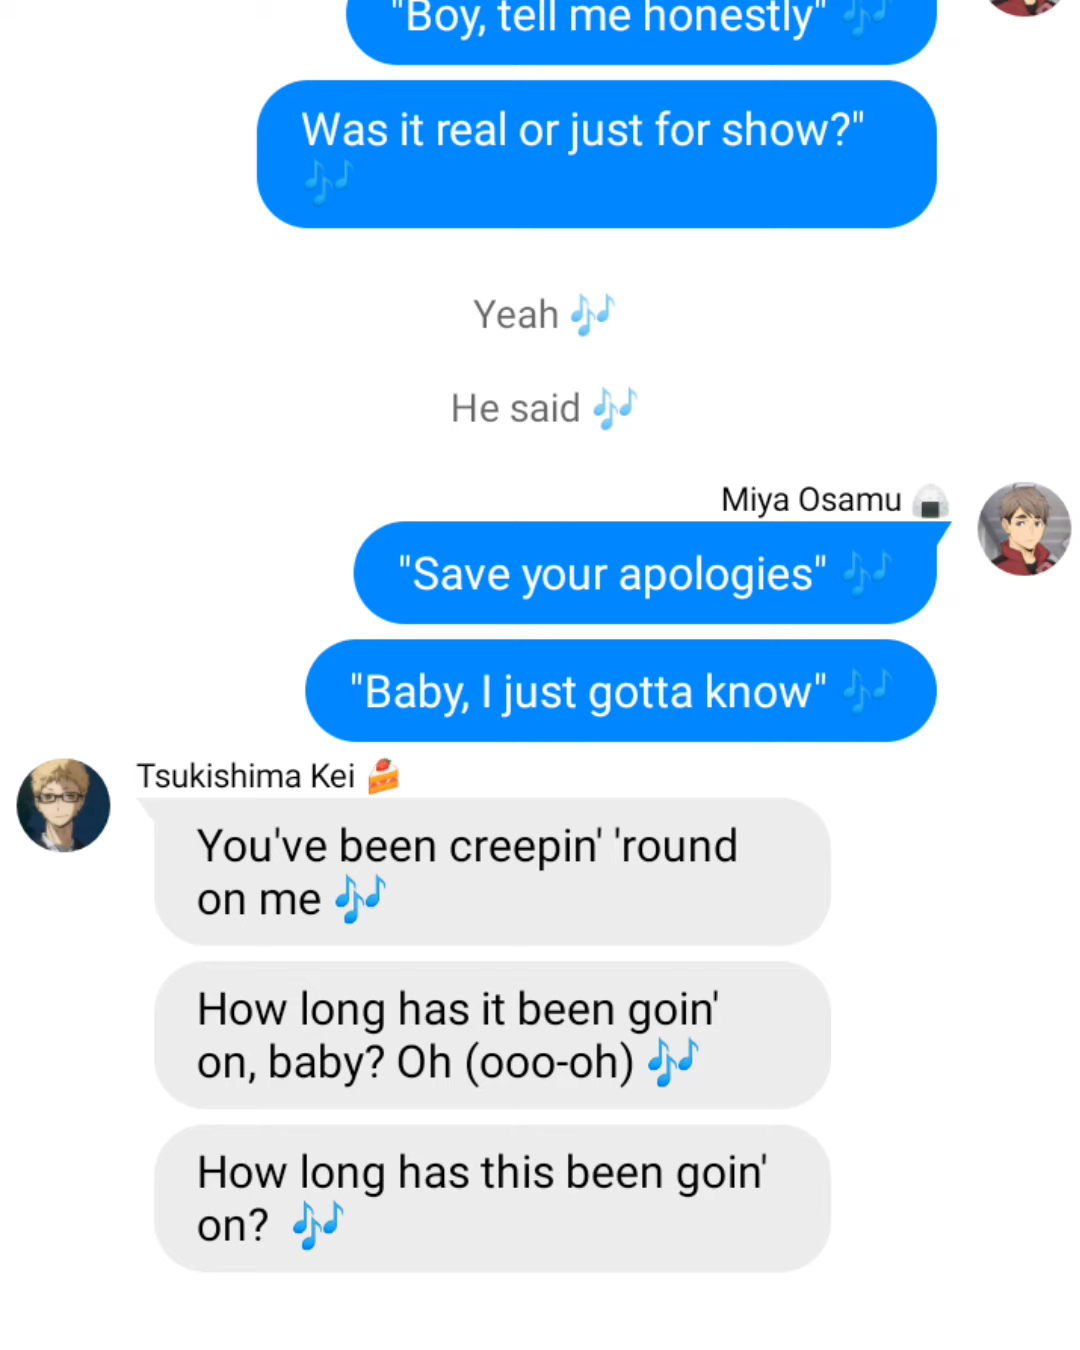 "Boy, tell me honestly" 🎶
Was it real or just for show?"
🎶
Yeah 🎶
He said 🎶
Miya Osamu 🍙
"Save your apologies" 🎶
"Baby, I just gotta know" 🎶
Tsukishima Kei 🍰
You've been creepin' 'round
on me 🎶
How long has it been goin'
on, baby? Oh (ooo-oh) 🎶
How long has this been goin'
on? 🎶